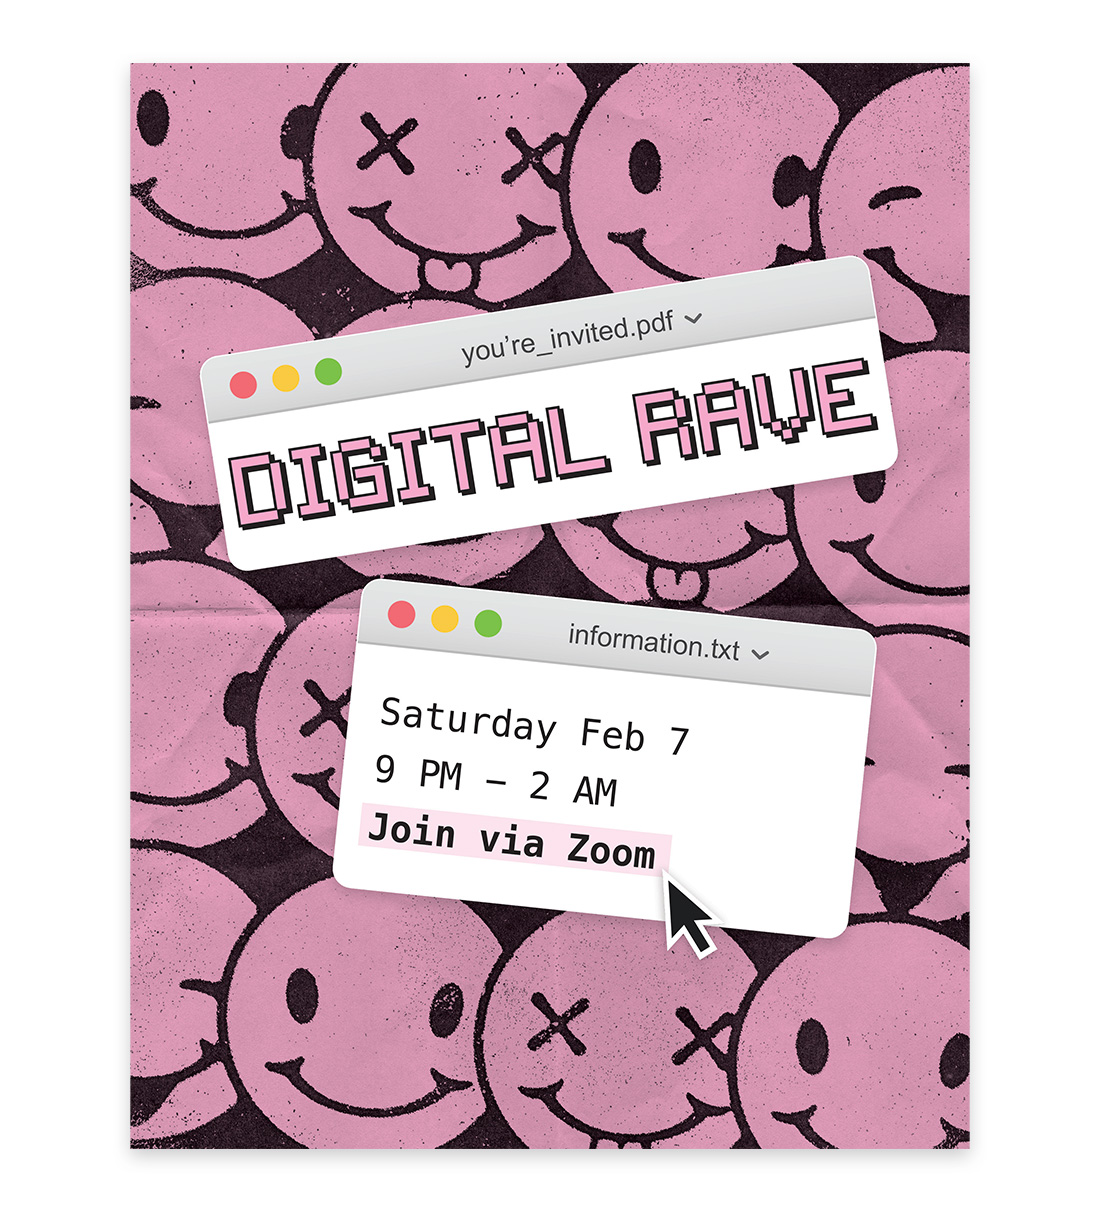 you’re_invited.pdf
DIGITAL RAVE
information.txt
Saturday Feb 7
9 PM – 2 AM
Join via Zoom